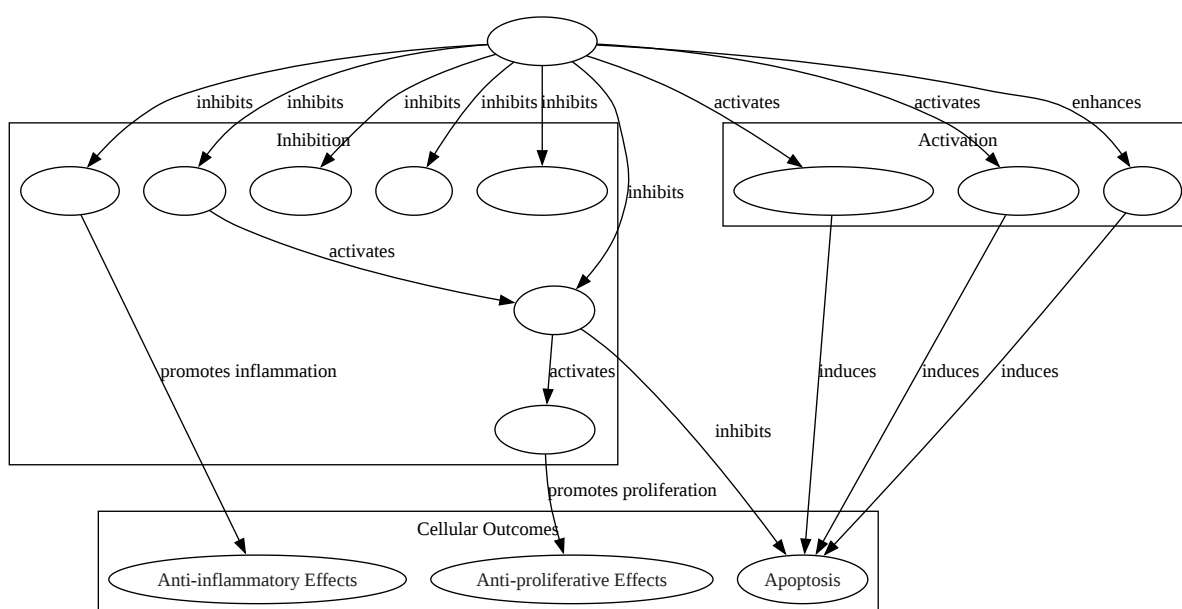 inhibits
inhibits
inhibits
inhibits
inhibits
activates
activates
enhances
Inhibition
Activation
inhibits
activates
promotes inflammation
activates
induces
induces
induces
inhibits
promotes proliferation
Cellular Outcomes
Anti-inflammatory Effects
Anti-proliferative Effects
Apoptosis